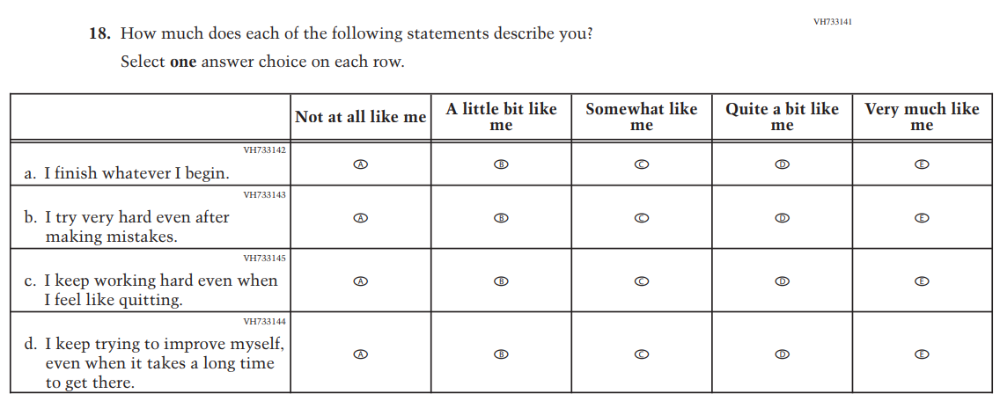 VH733141
18. How much does each of the following statements describe you?
Select one answer choice on each row.
Not at all like me
A little bit like
me
Somewhat like
me
Quite a bit like
me
Very much like
me
VH733142
a. I finish whatever I begin.
A B C D E
VH733143
b. I try very hard even after
making mistakes.
A B C D E
VH733145
c. I keep working hard even when
I feel like quitting.
A B C D E
VH733144
d. I keep trying to improve myself,
even when it takes a long time
to get there.
A B C D E